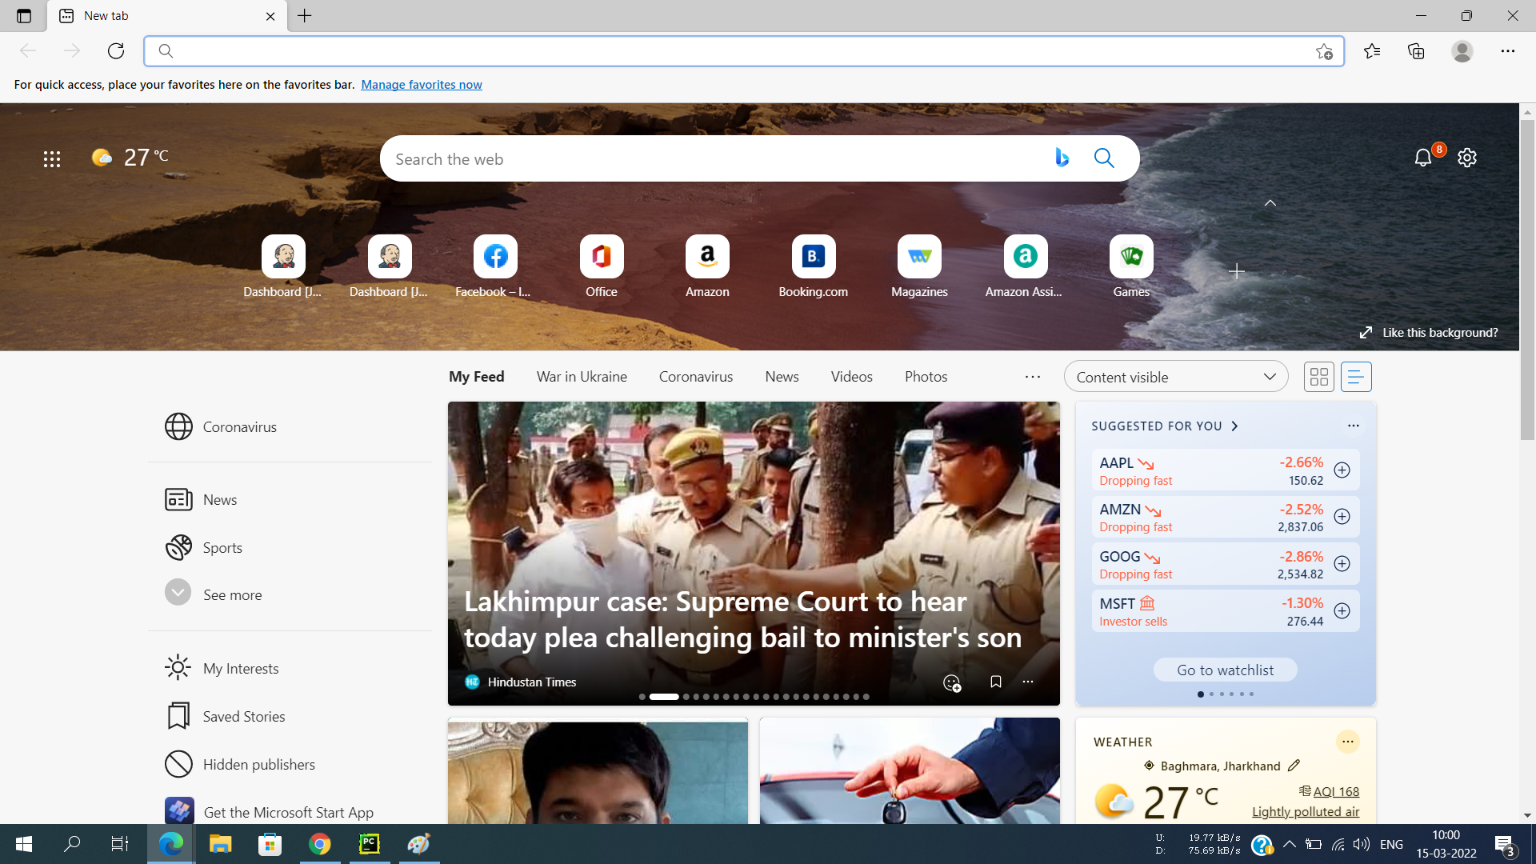 New tab
For quick access, place your favorites here on the favorites bar. Manage favorites now
27 °C
Search the web
8
Dashboard [J...
Dashboard [J...
Facebook – l...
Office
Amazon
Booking.com
Magazines
Amazon Assi...
Games
Like this background?
My Feed
War in Ukraine
Coronavirus
News
Videos
Photos
Content visible
Coronavirus
News
Sports
See more
My Interests
Saved Stories
Hidden publishers
Get the Microsoft Start App
Lakhimpur case: Supreme Court to hear
today plea challenging bail to minister's son
Hindustan Times
SUGGESTED FOR YOU
AAPL -2.66%
Dropping fast 150.62
AMZN -2.52%
Dropping fast 2,837.06
GOOG -2.86%
Dropping fast 2,534.82
MSFT -1.30%
Investor sells 276.44
Go to watchlist
WEATHER
Baghmara, Jharkhand
27 °C
AQI 168
Lightly polluted air
U: 19.77 kB/s
D: 75.69 kB/s
ENG
10:00
15-03-2022
3